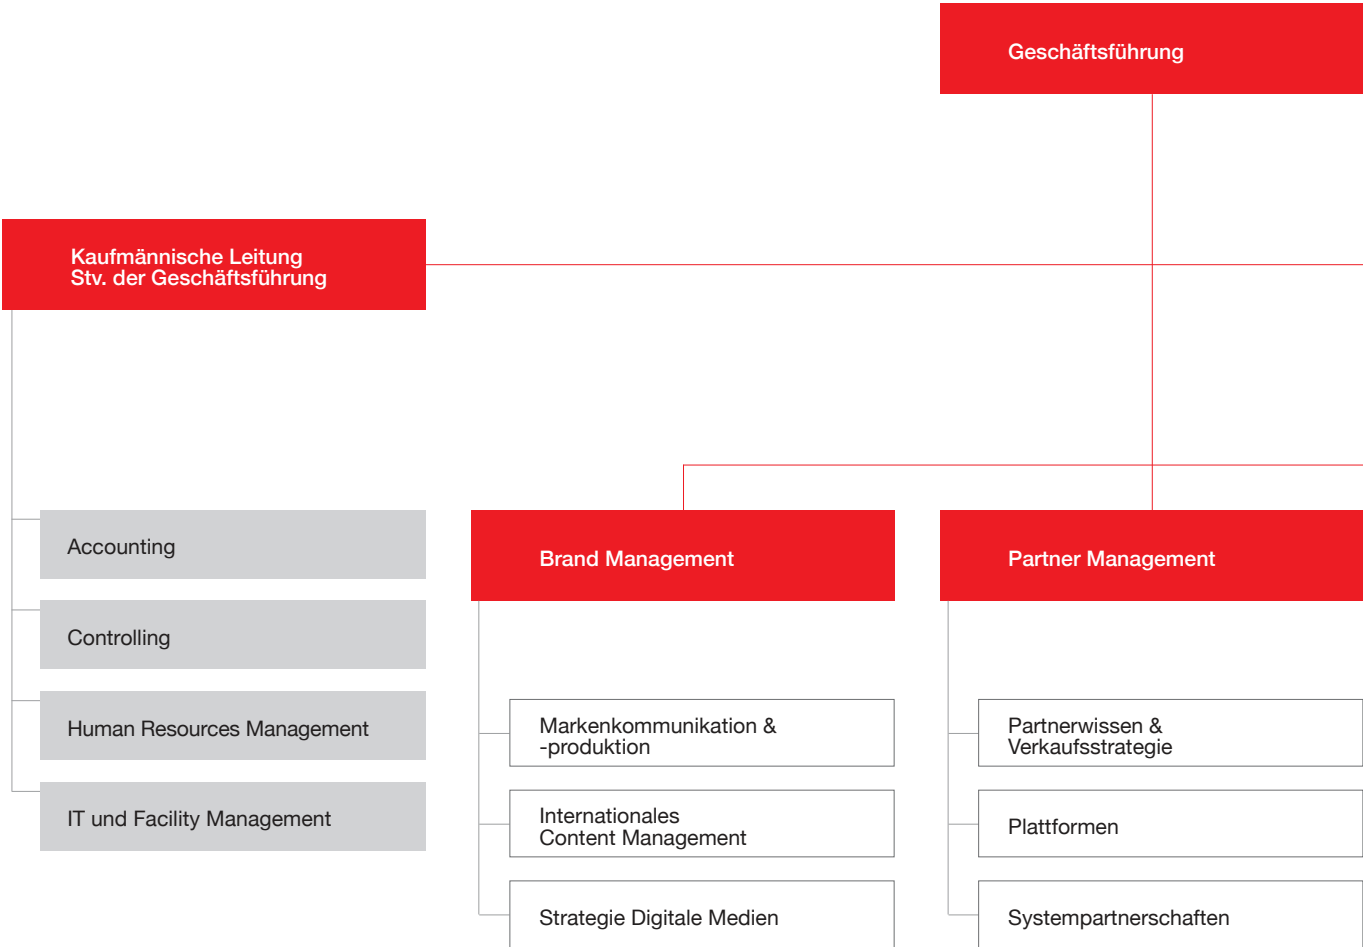 Geschäftsführung
Kaufmännische Leitung
Stv. der Geschäftsführung
Accounting
Controlling
Human Resources Management
IT und Facility Management
Brand Management
Markenkommunikation &
-produktion
Internationales
Content Management
Strategie Digitale Medien
Partner Management
Partnerwissen &
Verkaufsstrategie
Plattformen
Systempartnerschaften